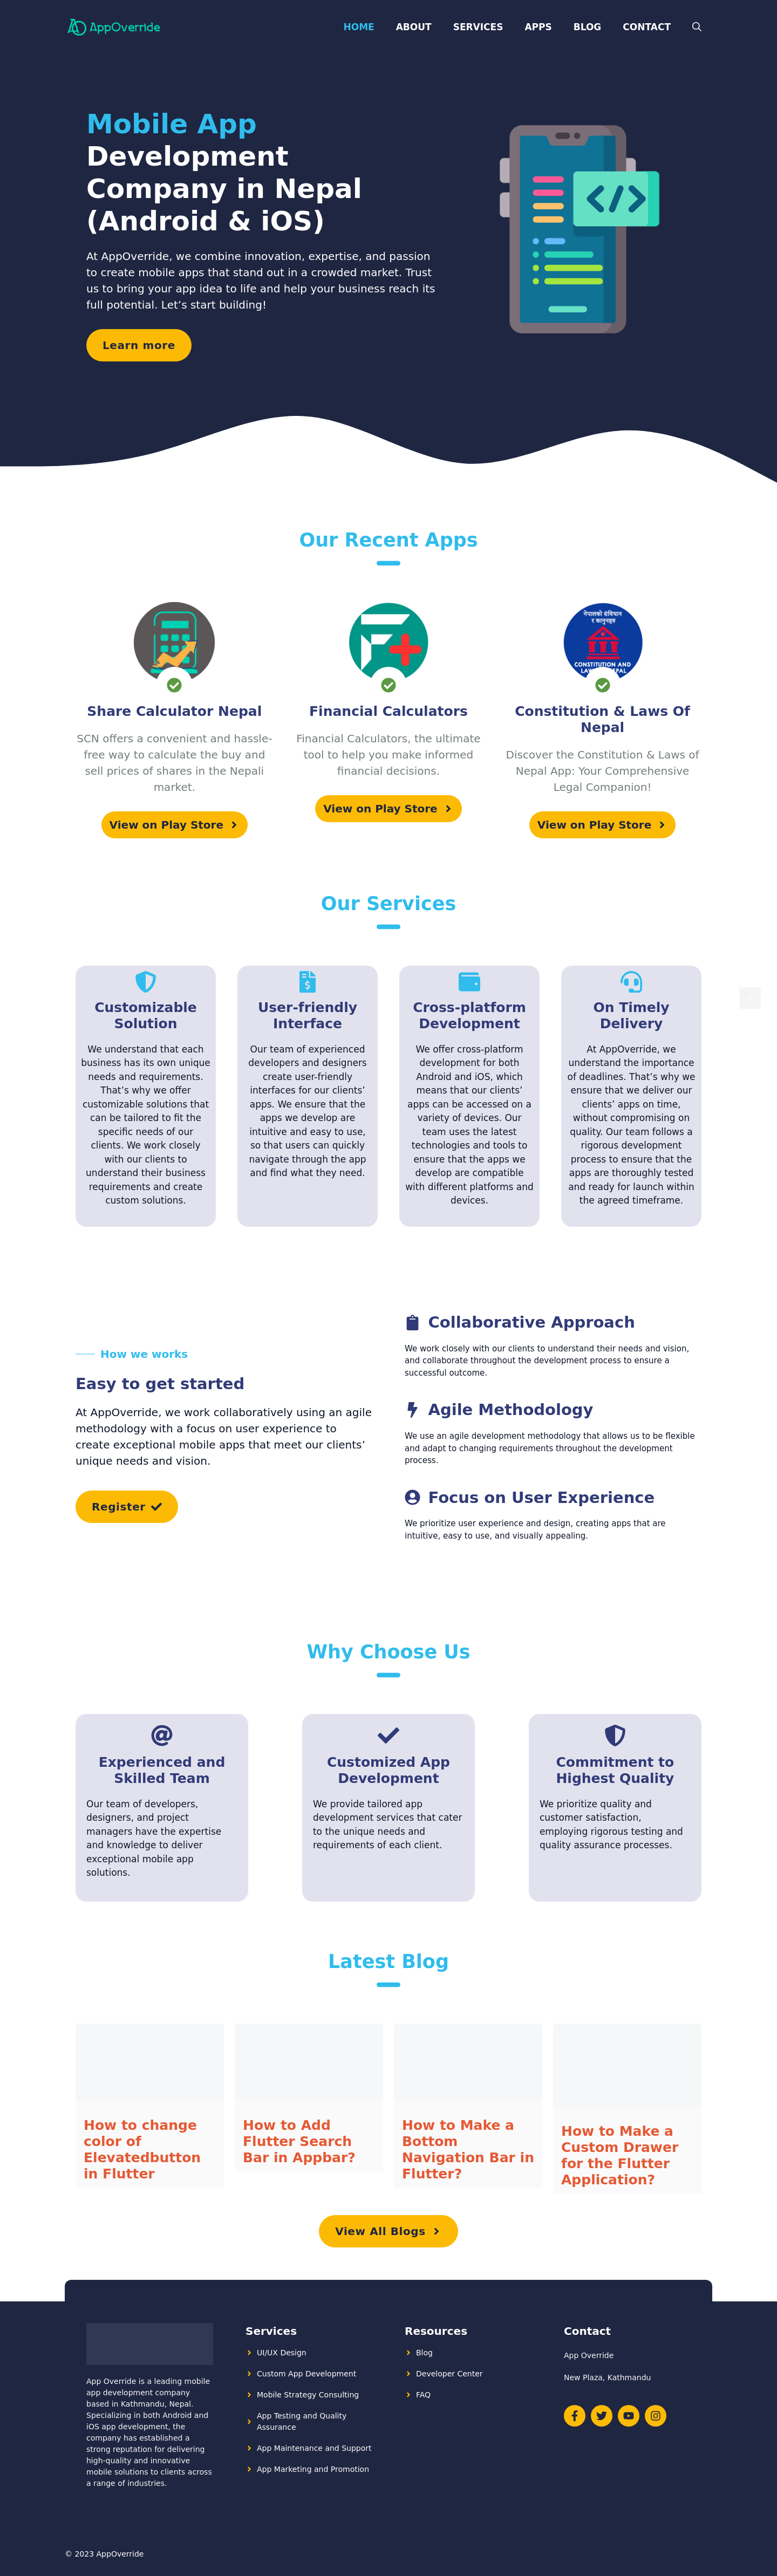 AppOverride
HOME ABOUT SERVICES APPS BLOG CONTACT
Mobile App
Development
Company in Nepal
(Android & iOS)
At AppOverride, we combine innovation, expertise, and passion
to create mobile apps that stand out in a crowded market. Trust
us to bring your app idea to life and help your business reach its
full potential. Let’s start building!
Learn more
Our Recent Apps
नेपालको संविधान
र कानुनहरु
CONSTITUTION AND
Share Calculator Nepal
SCN offers a convenient and hassle-
free way to calculate the buy and
sell prices of shares in the Nepali
market.
View on Play Store
Financial Calculators
Financial Calculators, the ultimate
tool to help you make informed
financial decisions.
View on Play Store
Constitution & Laws Of
Nepal
Discover the Constitution & Laws of
Nepal App: Your Comprehensive
Legal Companion!
View on Play Store
Our Services
Customizable
Solution
We understand that each
business has its own unique
needs and requirements.
That’s why we offer
customizable solutions that
can be tailored to fit the
specific needs of our
clients. We work closely
with our clients to
understand their business
requirements and create
custom solutions.
User-friendly
Interface
Our team of experienced
developers and designers
create user-friendly
interfaces for our clients’
apps. We ensure that the
apps we develop are
intuitive and easy to use,
so that users can quickly
navigate through the app
and find what they need.
Cross-platform
Development
We offer cross-platform
development for both
Android and iOS, which
means that our clients’
apps can be accessed on a
variety of devices. Our
team uses the latest
technologies and tools to
ensure that the apps we
develop are compatible
with different platforms and
devices.
On Timely
Delivery
At AppOverride, we
understand the importance
of deadlines. That’s why we
ensure that we deliver our
clients’ apps on time,
without compromising on
quality. Our team follows a
rigorous development
process to ensure that the
apps are thoroughly tested
and ready for launch within
the agreed timeframe.
How we works
Easy to get started
At AppOverride, we work collaboratively using an agile
methodology with a focus on user experience to
create exceptional mobile apps that meet our clients’
unique needs and vision.
Register
Collaborative Approach
We work closely with our clients to understand their needs and vision,
and collaborate throughout the development process to ensure a
successful outcome.
Agile Methodology
We use an agile development methodology that allows us to be flexible
and adapt to changing requirements throughout the development
process.
Focus on User Experience
We prioritize user experience and design, creating apps that are
intuitive, easy to use, and visually appealing.
Why Choose Us
Experienced and
Skilled Team
Our team of developers,
designers, and project
managers have the expertise
and knowledge to deliver
exceptional mobile app
solutions.
Customized App
Development
We provide tailored app
development services that cater
to the unique needs and
requirements of each client.
Commitment to
Highest Quality
We prioritize quality and
customer satisfaction,
employing rigorous testing and
quality assurance processes.
Latest Blog
How to change
color of
Elevatedbutton
in Flutter
How to Add
Flutter Search
Bar in Appbar?
How to Make a
Bottom
Navigation Bar in
Flutter?
How to Make a
Custom Drawer
for the Flutter
Application?
View All Blogs
App Override is a leading mobile
app development company
based in Kathmandu, Nepal.
Specializing in both Android and
iOS app development, the
company has established a
strong reputation for delivering
high-quality and innovative
mobile solutions to clients across
a range of industries.
Services
UI/UX Design
Custom App Development
Mobile Strategy Consulting
App Testing and Quality
Assurance
App Maintenance and Support
App Marketing and Promotion
Resources
Blog
Developer Center
FAQ
Contact
App Override
New Plaza, Kathmandu
© 2023 AppOverride